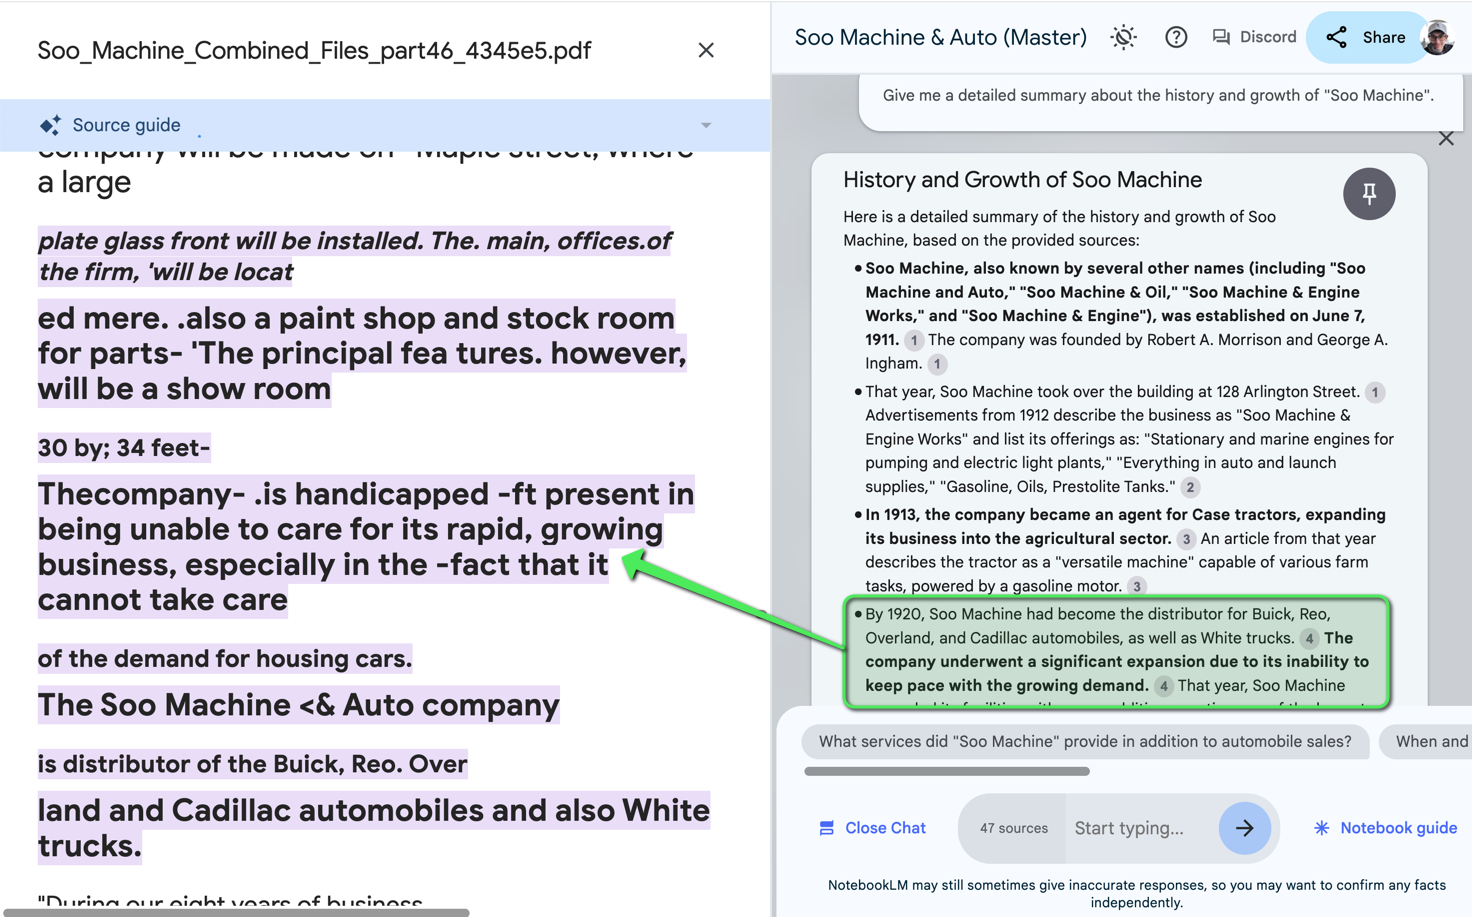 Soo_Machine_Combined_Files_part46_4345e5.pdf
Source guide
company will be made on "Maple street, where
a large
plate glass front will be installed. The. main, offices.of
the firm, 'will be locat
ed mere. .also a paint shop and stock room
for parts- 'The principal fea tures. however,
will be a show room
30 by; 34 feet-
Thecompany- .is handicapped -ft present in
being unable to care for its rapid, growing
business, especially in the -fact that it
cannot take care
of the demand for housing cars.
The Soo Machine <& Auto company
is distributor of the Buick, Reo. Over
land and Cadillac automobiles and also White
trucks.
"During our eight years of business
Soo Machine & Auto (Master)
Discord
Share
Give me a detailed summary about the history and growth of "Soo Machine".
History and Growth of Soo Machine
Here is a detailed summary of the history and growth of Soo
Machine, based on the provided sources:
• Soo Machine, also known by several other names (including "Soo
Machine and Auto," "Soo Machine & Oil," "Soo Machine & Engine
Works," and "Soo Machine & Engine"), was established on June 7,
1911. 1 The company was founded by Robert A. Morrison and George A.
Ingham. 1
• That year, Soo Machine took over the building at 128 Arlington Street. 1
Advertisements from 1912 describe the business as "Soo Machine &
Engine Works" and list its offerings as: "Stationary and marine engines for
pumping and electric light plants," "Everything in auto and launch
supplies," "Gasoline, Oils, Prestolite Tanks." 2
• In 1913, the company became an agent for Case tractors, expanding
its business into the agricultural sector. 3 An article from that year
describes the tractor as a "versatile machine" capable of various farm
tasks, powered by a gasoline motor. 3
• By 1920, Soo Machine had become the distributor for Buick, Reo,
Overland, and Cadillac automobiles, as well as White trucks. 4 The
company underwent a significant expansion due to its inability to
keep pace with the growing demand. 4 That year, Soo Machine
What services did "Soo Machine" provide in addition to automobile sales?
When and
Close Chat
47 sources
Start typing...
Notebook guide
NotebookLM may still sometimes give inaccurate responses, so you may want to confirm any facts
independently.